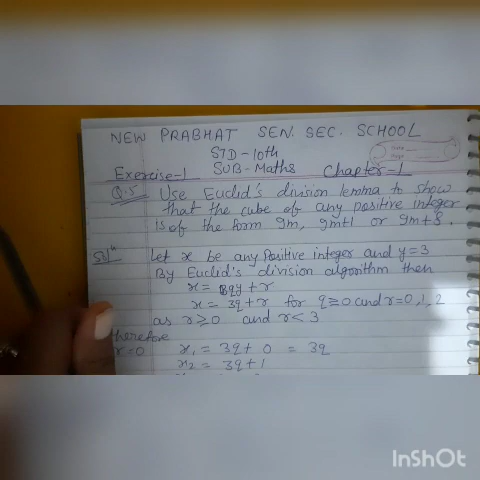 NEW PRABHAT SEN. SEC. SCHOOL
STD-10th
Exercise-1 SUB-Maths Chapter-1
Q.5 Use Euclid's division lemma to show
that the cube of any positive integer
is of the form 9m, 9m+1 or 9m+8.
Solⁿ Let x be any Positive integer and y=3
By Euclid's division algorithm then
x = 3qy+r
x = 3q+r for q≥0 and r=0,1,2
as r≥0 and r<3
therefore
r=0 x₁ = 3q+0 = 3q
x₂ = 3q+1
InShOt